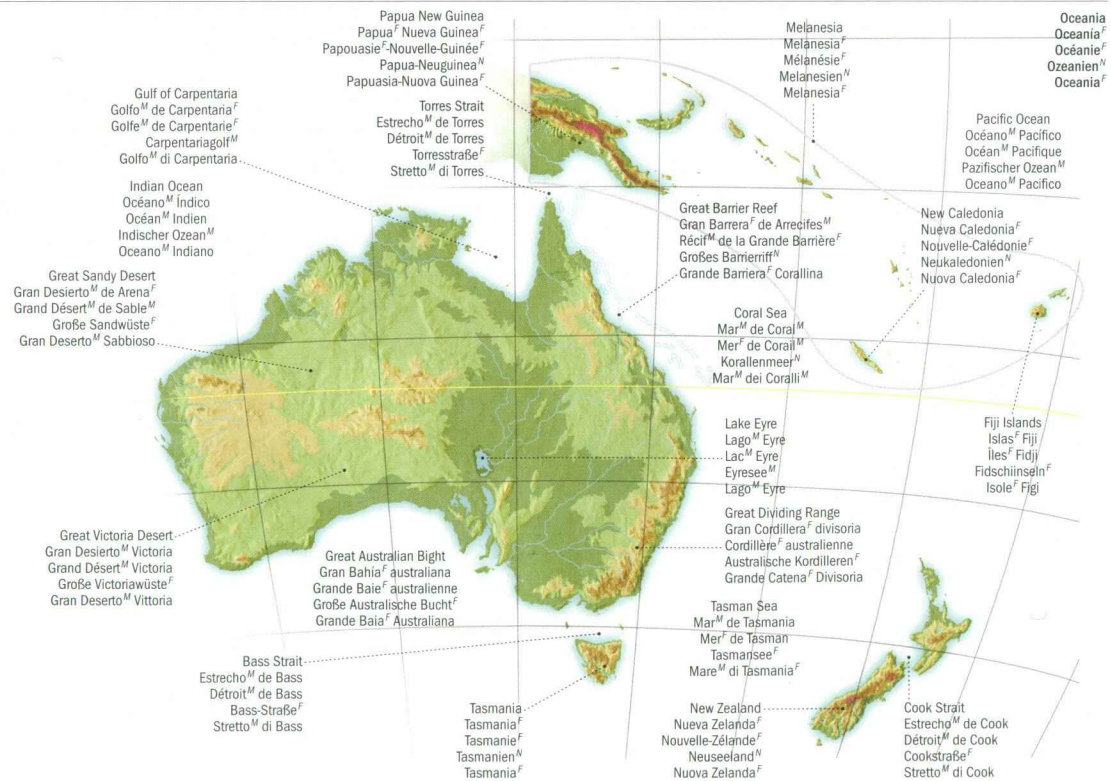 Papua New Guinea
Papua^F Nueva Guinea^F
Papouasie^F-Nouvelle-Guinée^F
Papua-Neuguinea^N
Papuasia-Nuova Guinea^F
Melanesia
Melanesia^F
Mélanésie^F
Melanesien^N
Melanesia^F
Oceania
Oceanía^F
Océanie^F
Ozeanien^N
Oceania^F
Gulf of Carpentaria
Golfo^M de Carpentaria^F
Golfe^M de Carpentarie^F
Carpentariagolf^M
Golfo^M di Carpentaria
Torres Strait
Estrecho^M de Torres
Détroit^M de Torres
Torresstraße^F
Stretto^M di Torres
Pacific Ocean
Océano^M Pacífico
Océan^M Pacifique
Pazifischer Ozean^M
Oceano^M Pacifico
Indian Ocean
Océano^M Índico
Océan^M Indien
Indischer Ozean^M
Oceano^M Indiano
Great Barrier Reef
Gran Barrera^F de Arrecifes^M
Récif^M de la Grande Barrière^F
Großes Barrierriff^N
Grande Barriera^F Corallina
New Caledonia
Nueva Caledonia^F
Nouvelle-Calédonie^F
Neukaledonien^N
Nuova Caledonia^F
Great Sandy Desert
Gran Desierto^M de Arena^F
Grand Désert^M de Sable^M
Große Sandwüste^F
Gran Deserto^M Sabbioso
Coral Sea
Mar^M de Coral^M
Mer^F de Corail^M
Korallenmeer^N
Mar^M dei Coralli^M
Lake Eyre
Lago^M Eyre
Lac^M Eyre
Eyresee^M
Lago^M Eyre
Fiji Islands
Islas^F Fiji
Îles^F Fidji
Fidschiinseln^F
Isole^F Figi
Great Dividing Range
Gran Cordillera^F divisoria
Cordillère^F australienne
Australische Kordilleren^F
Grande Catena^F Divisoria
Great Victoria Desert
Gran Desierto^M Victoria
Grand Désert^M Victoria
Große Victoriawüste^F
Gran Deserto^M Vittoria
Great Australian Bight
Gran Bahía^F australiana
Grande Baie^F australienne
Große Australische Bucht^F
Grande Baia^F Australiana
Tasman Sea
Mar^M de Tasmania
Mer^F de Tasman
Tasmansee^F
Mare^M di Tasmania^F
Bass Strait
Estrecho^M de Bass
Détroit^M de Bass
Bass-Straße^F
Stretto^M di Bass
Tasmania
Tasmania^F
Tasmanie^F
Tasmanien^N
Tasmania^F
New Zealand
Nueva Zelanda^F
Nouvelle-Zélande^F
Neuseeland^N
Nuova Zelanda^F
Cook Strait
Estrecho^M de Cook
Détroit^M de Cook
Cookstraße^F
Stretto^M di Cook